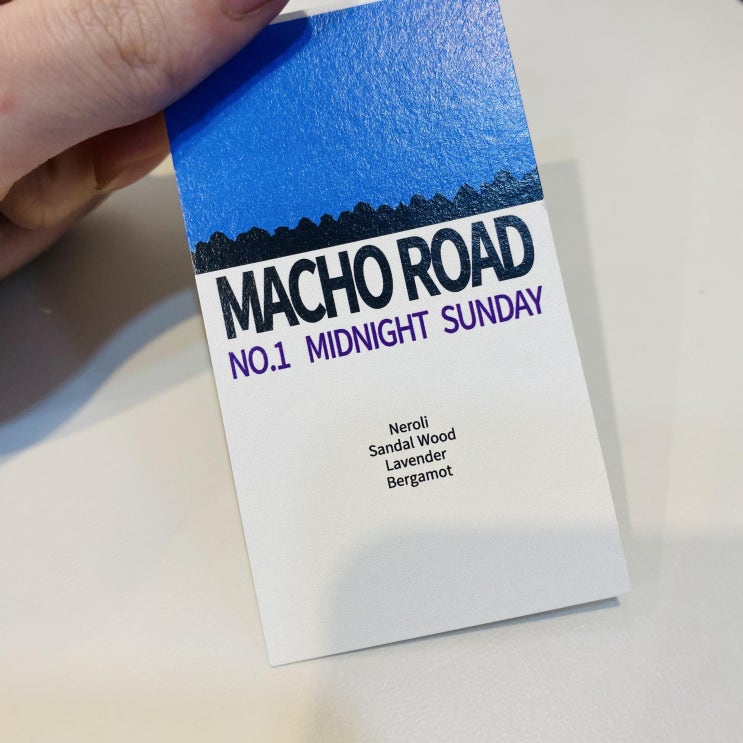 MACHO ROAD
NO.1 MIDNIGHT SUNDAY
Neroli
Sandal Wood
Lavender
Bergamot